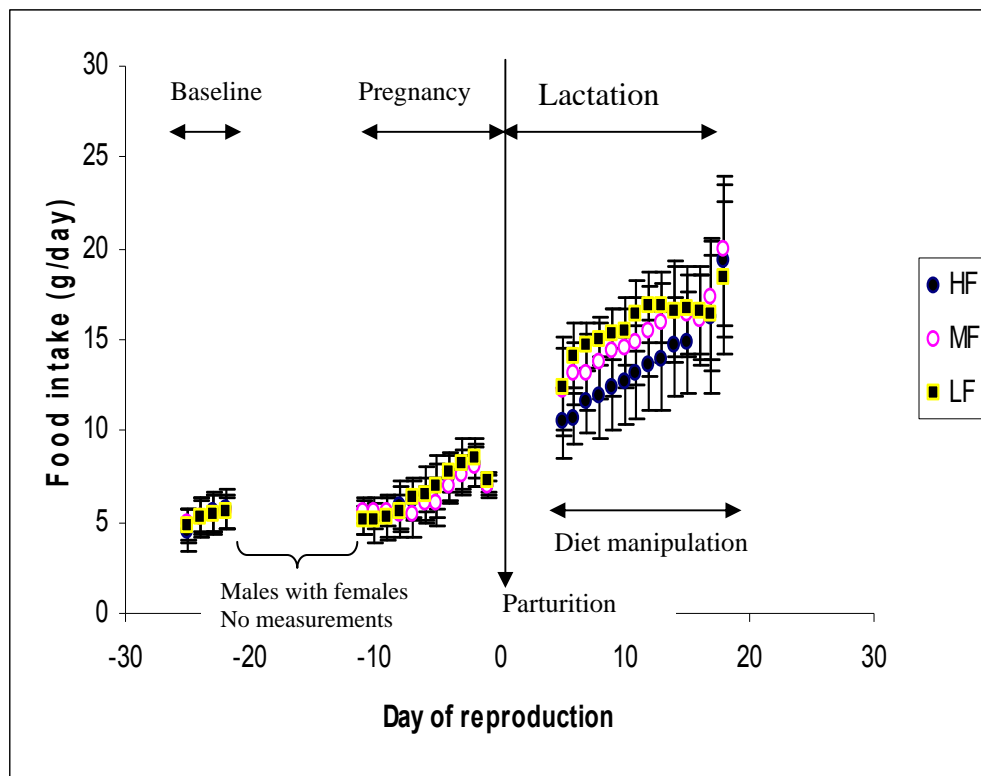 30
25
20
15
10
5
0
Food intake (g/day)
Baseline
Pregnancy
Lactation
HF
MF
LF
Diet manipulation
Males with females
No measurements
Parturition
-30
-20
-10
0
10
20
30
Day of reproduction